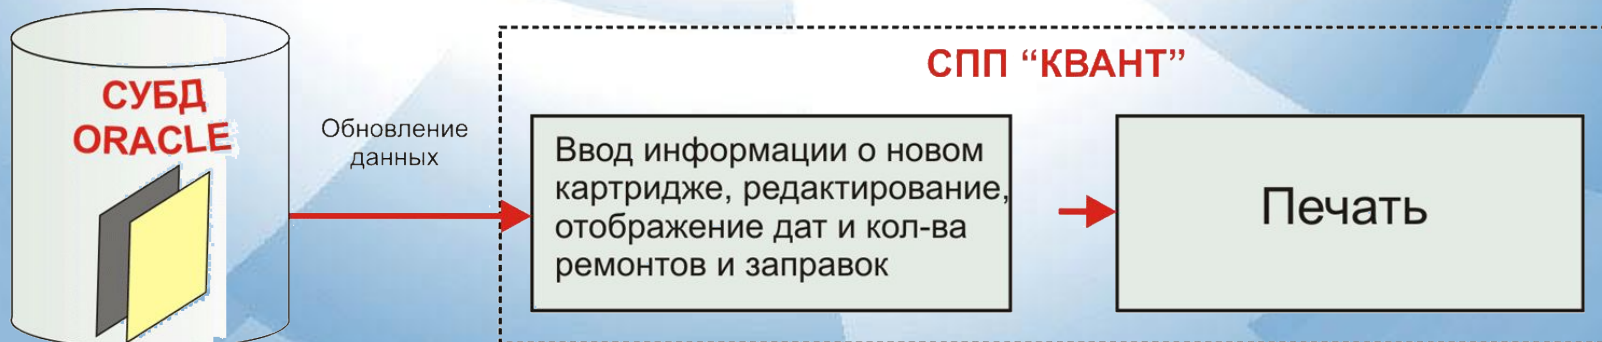 СУБД
ORACLE
Обновление
данных
СПП “КВАНТ”
Ввод информации о новом
картридже, редактирование,
отображение дат и кол-ва
ремонтов и заправок
Печать